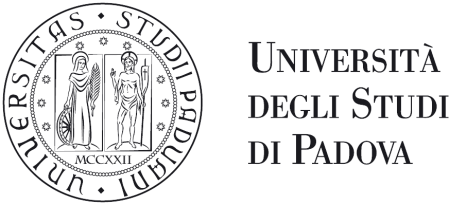 UNIVERSITAS STUDII PADUANI
MCCXXII
UNIVERSITÀ
DEGLI STUDI
DI PADOVA